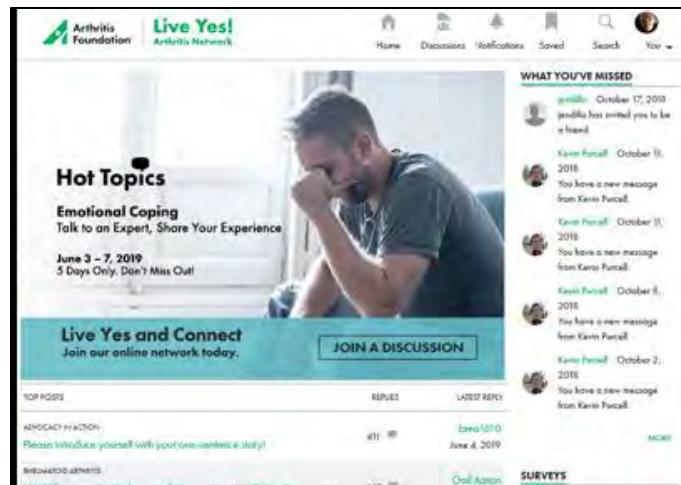 Arthritis
Foundation
Live Yes!
Arthritis Network
Home
Discussions
Notifications
Saved
Search
You
Hot Topics
Emotional Coping
Talk to an Expert, Share Your Experience
June 3 – 7, 2019
5 Days Only. Don't Miss Out!
Live Yes and Connect
Join our online network today.
JOIN A DISCUSSION
TOP POSTS
REPLIES
LATEST REPLY
ADVOCACY IN ACTION
Please introduce yourself with your one-sentence story!
411
June 4, 2019
RHEUMATOID ARTHRITIS
WHAT YOU'VE MISSED
October 17, 2018
has invited you to be
a friend
Kevin Purcell October 11,
2018
You have a new message
from Kevin Purcell
Kevin Purcell October 11,
2018
You have a new message
from Kevin Purcell
Kevin Purcell October 8,
2018
You have a new message
from Kevin Purcell
Kevin Purcell October 2,
2018
You have a new message
from Kevin Purcell
MORE
SURVEYS